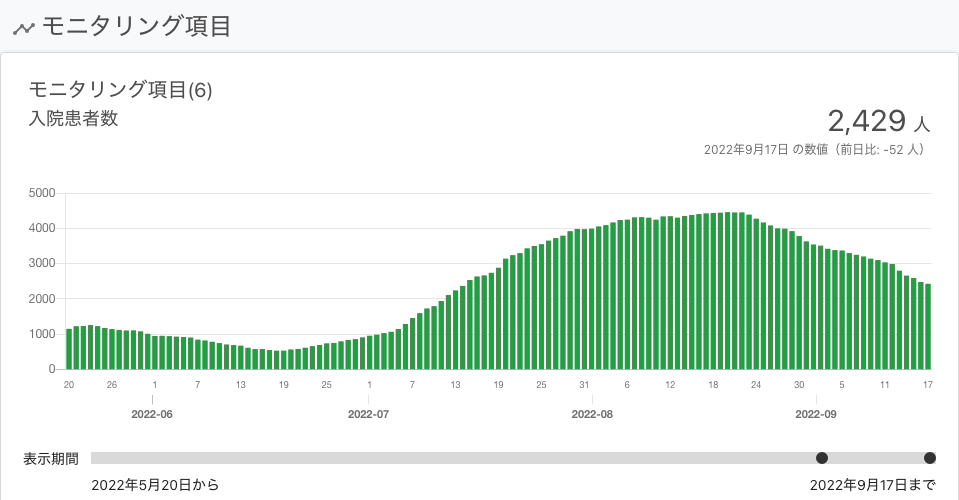 モニタリング項目
モニタリング項目(6)
入院患者数
2,429 人
2022年9月17日 の数値（前日比: -52 人）
5000
4000
3000
2000
1000
0
20 26 1 7 13 19 25 1 7 13 19 25 31 6 12 18 24 30 5 11 17
2022-06 2022-07 2022-08 2022-09
表示期間
2022年5月20日から 2022年9月17日まで